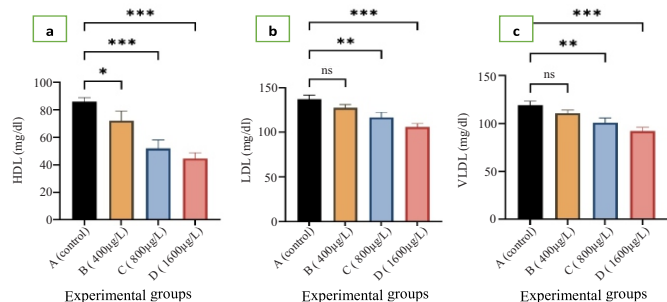 a
***
***
*
HDL (mg/dl)
100
80
60
40
20
0
A (control)
B ( 400µg/L)
C ( 800µg/L)
D (1600µg/L)
Experimental groups
b
***
**
ns
LDL (mg/dl)
150
100
50
0
A (control)
B ( 400µg/L)
C ( 800µg/L)
D (1600µg/L)
Experimental groups
c
***
**
ns
VLDL (mg/dl)
150
100
50
0
A (control)
B ( 400µg/L)
C ( 800µg/L)
D (1600µg/L)
Experimental groups